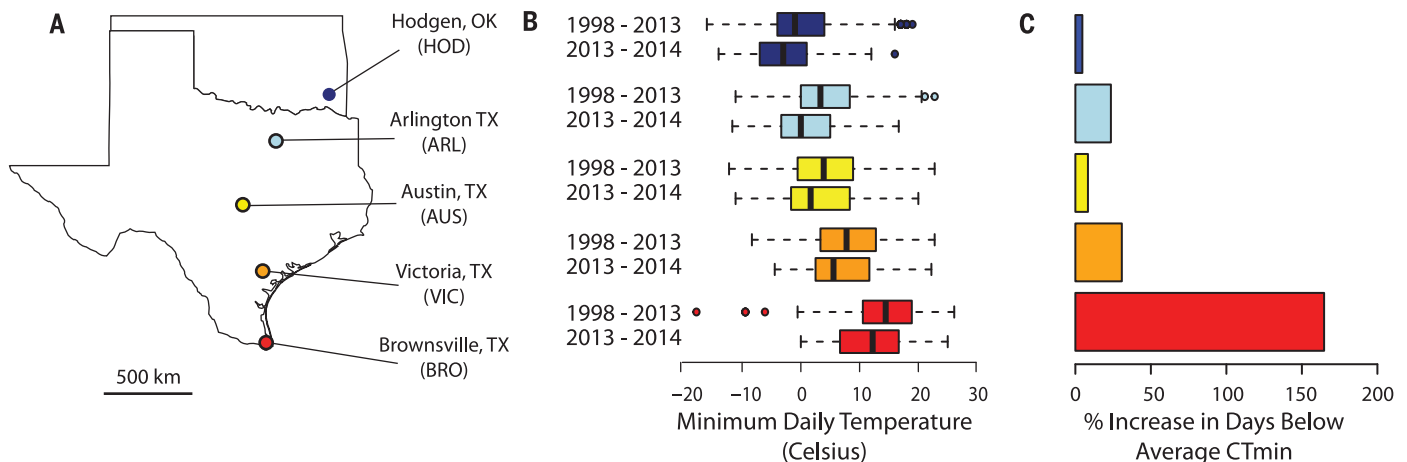 A
Hodgen, OK
(HOD)
Arlington TX
(ARL)
Austin, TX
(AUS)
Victoria, TX
(VIC)
Brownsville, TX
(BRO)
500 km
B
1998 - 2013
2013 - 2014
1998 - 2013
2013 - 2014
1998 - 2013
2013 - 2014
1998 - 2013
2013 - 2014
1998 - 2013
2013 - 2014
−20 −10 0 10 20 30
Minimum Daily Temperature
(Celsius)
C
0 50 100 150 200
% Increase in Days Below
Average CTmin